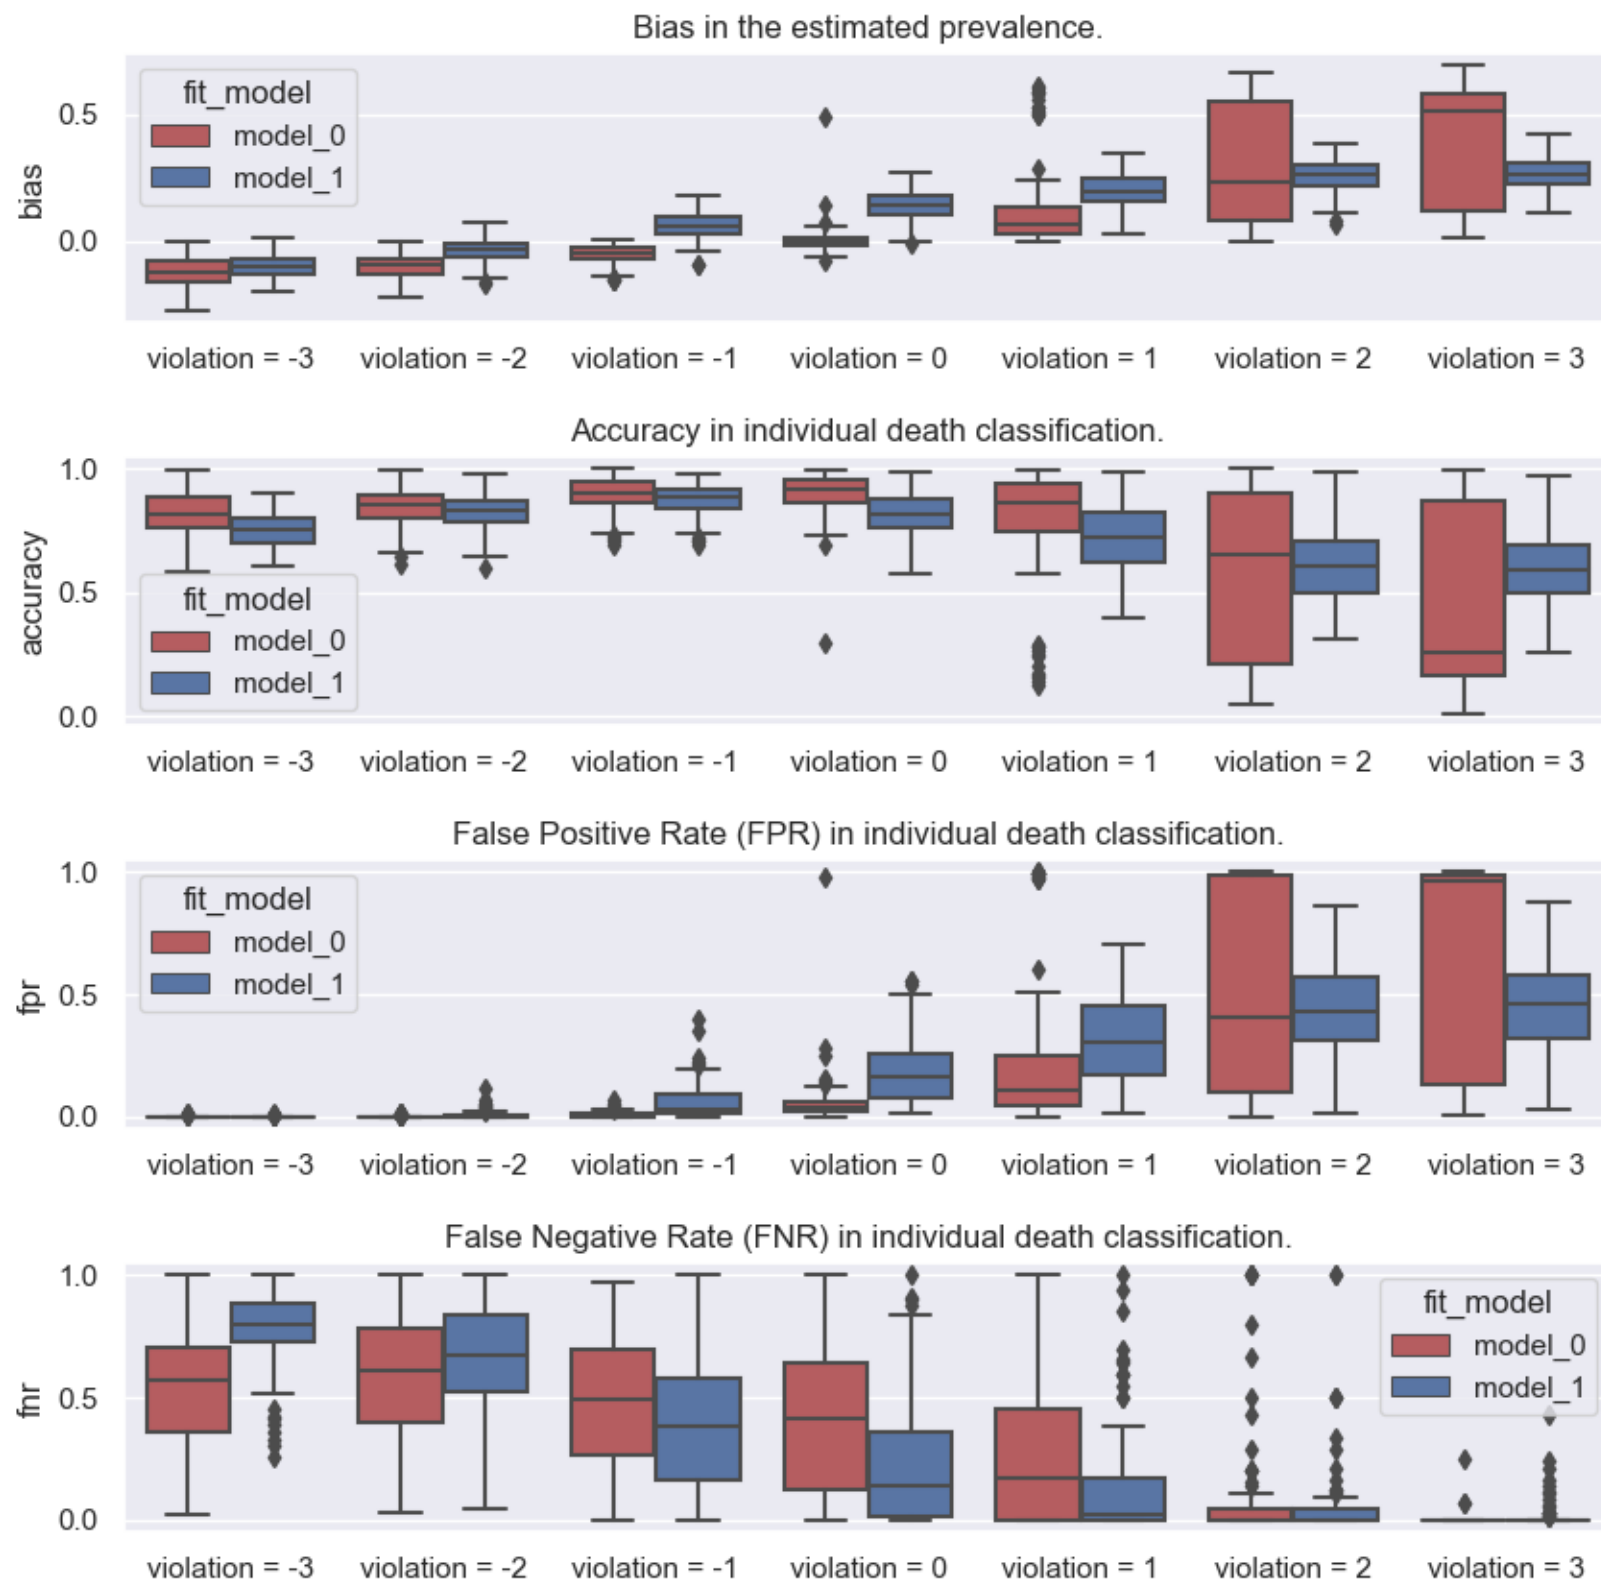 Bias in the estimated prevalence.
fit_model
model_0
model_1
0.5
0.0
bias
violation = -3 violation = -2 violation = -1 violation = 0 violation = 1 violation = 2 violation = 3
Accuracy in individual death classification.
1.0
0.5
0.0
accuracy
fit_model
model_0
model_1
violation = -3 violation = -2 violation = -1 violation = 0 violation = 1 violation = 2 violation = 3
False Positive Rate (FPR) in individual death classification.
1.0
0.5
0.0
fpr
fit_model
model_0
model_1
violation = -3 violation = -2 violation = -1 violation = 0 violation = 1 violation = 2 violation = 3
False Negative Rate (FNR) in individual death classification.
1.0
0.5
0.0
fnr
fit_model
model_0
model_1
violation = -3 violation = -2 violation = -1 violation = 0 violation = 1 violation = 2 violation = 3